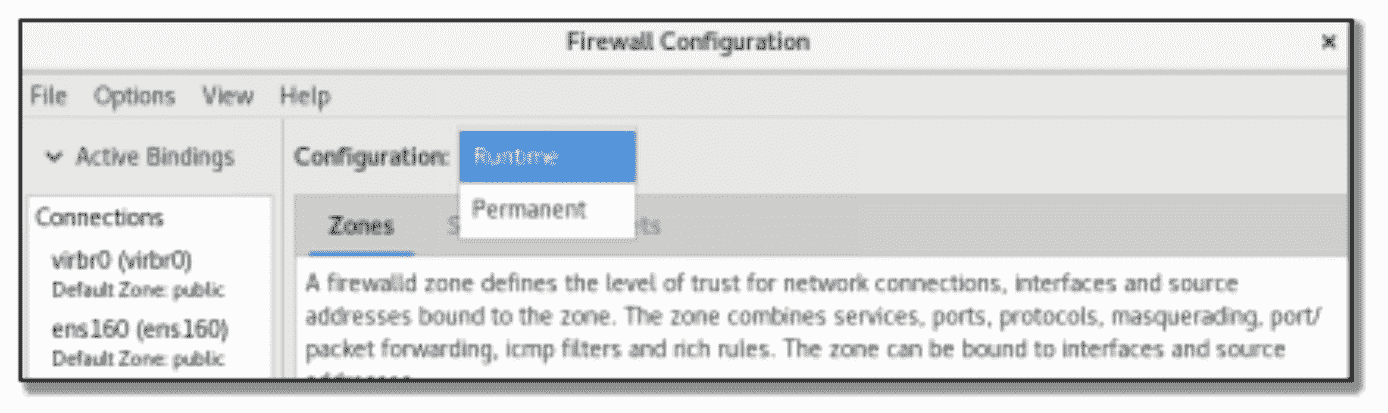 Firewall Configuration ×
File Options View Help
Active Bindings
Configuration: Runtime
Permanent
Zones S ts
Connections
virbr0 (virbr0)
Default Zone: public
ens160 (ens160)
Default Zone: public
A firewalld zone defines the level of trust for network connections, interfaces and source
addresses bound to the zone. The zone combines services, ports, protocols, masquerading, port/
packet forwarding, icmp filters and rich rules. The zone can be bound to interfaces and source